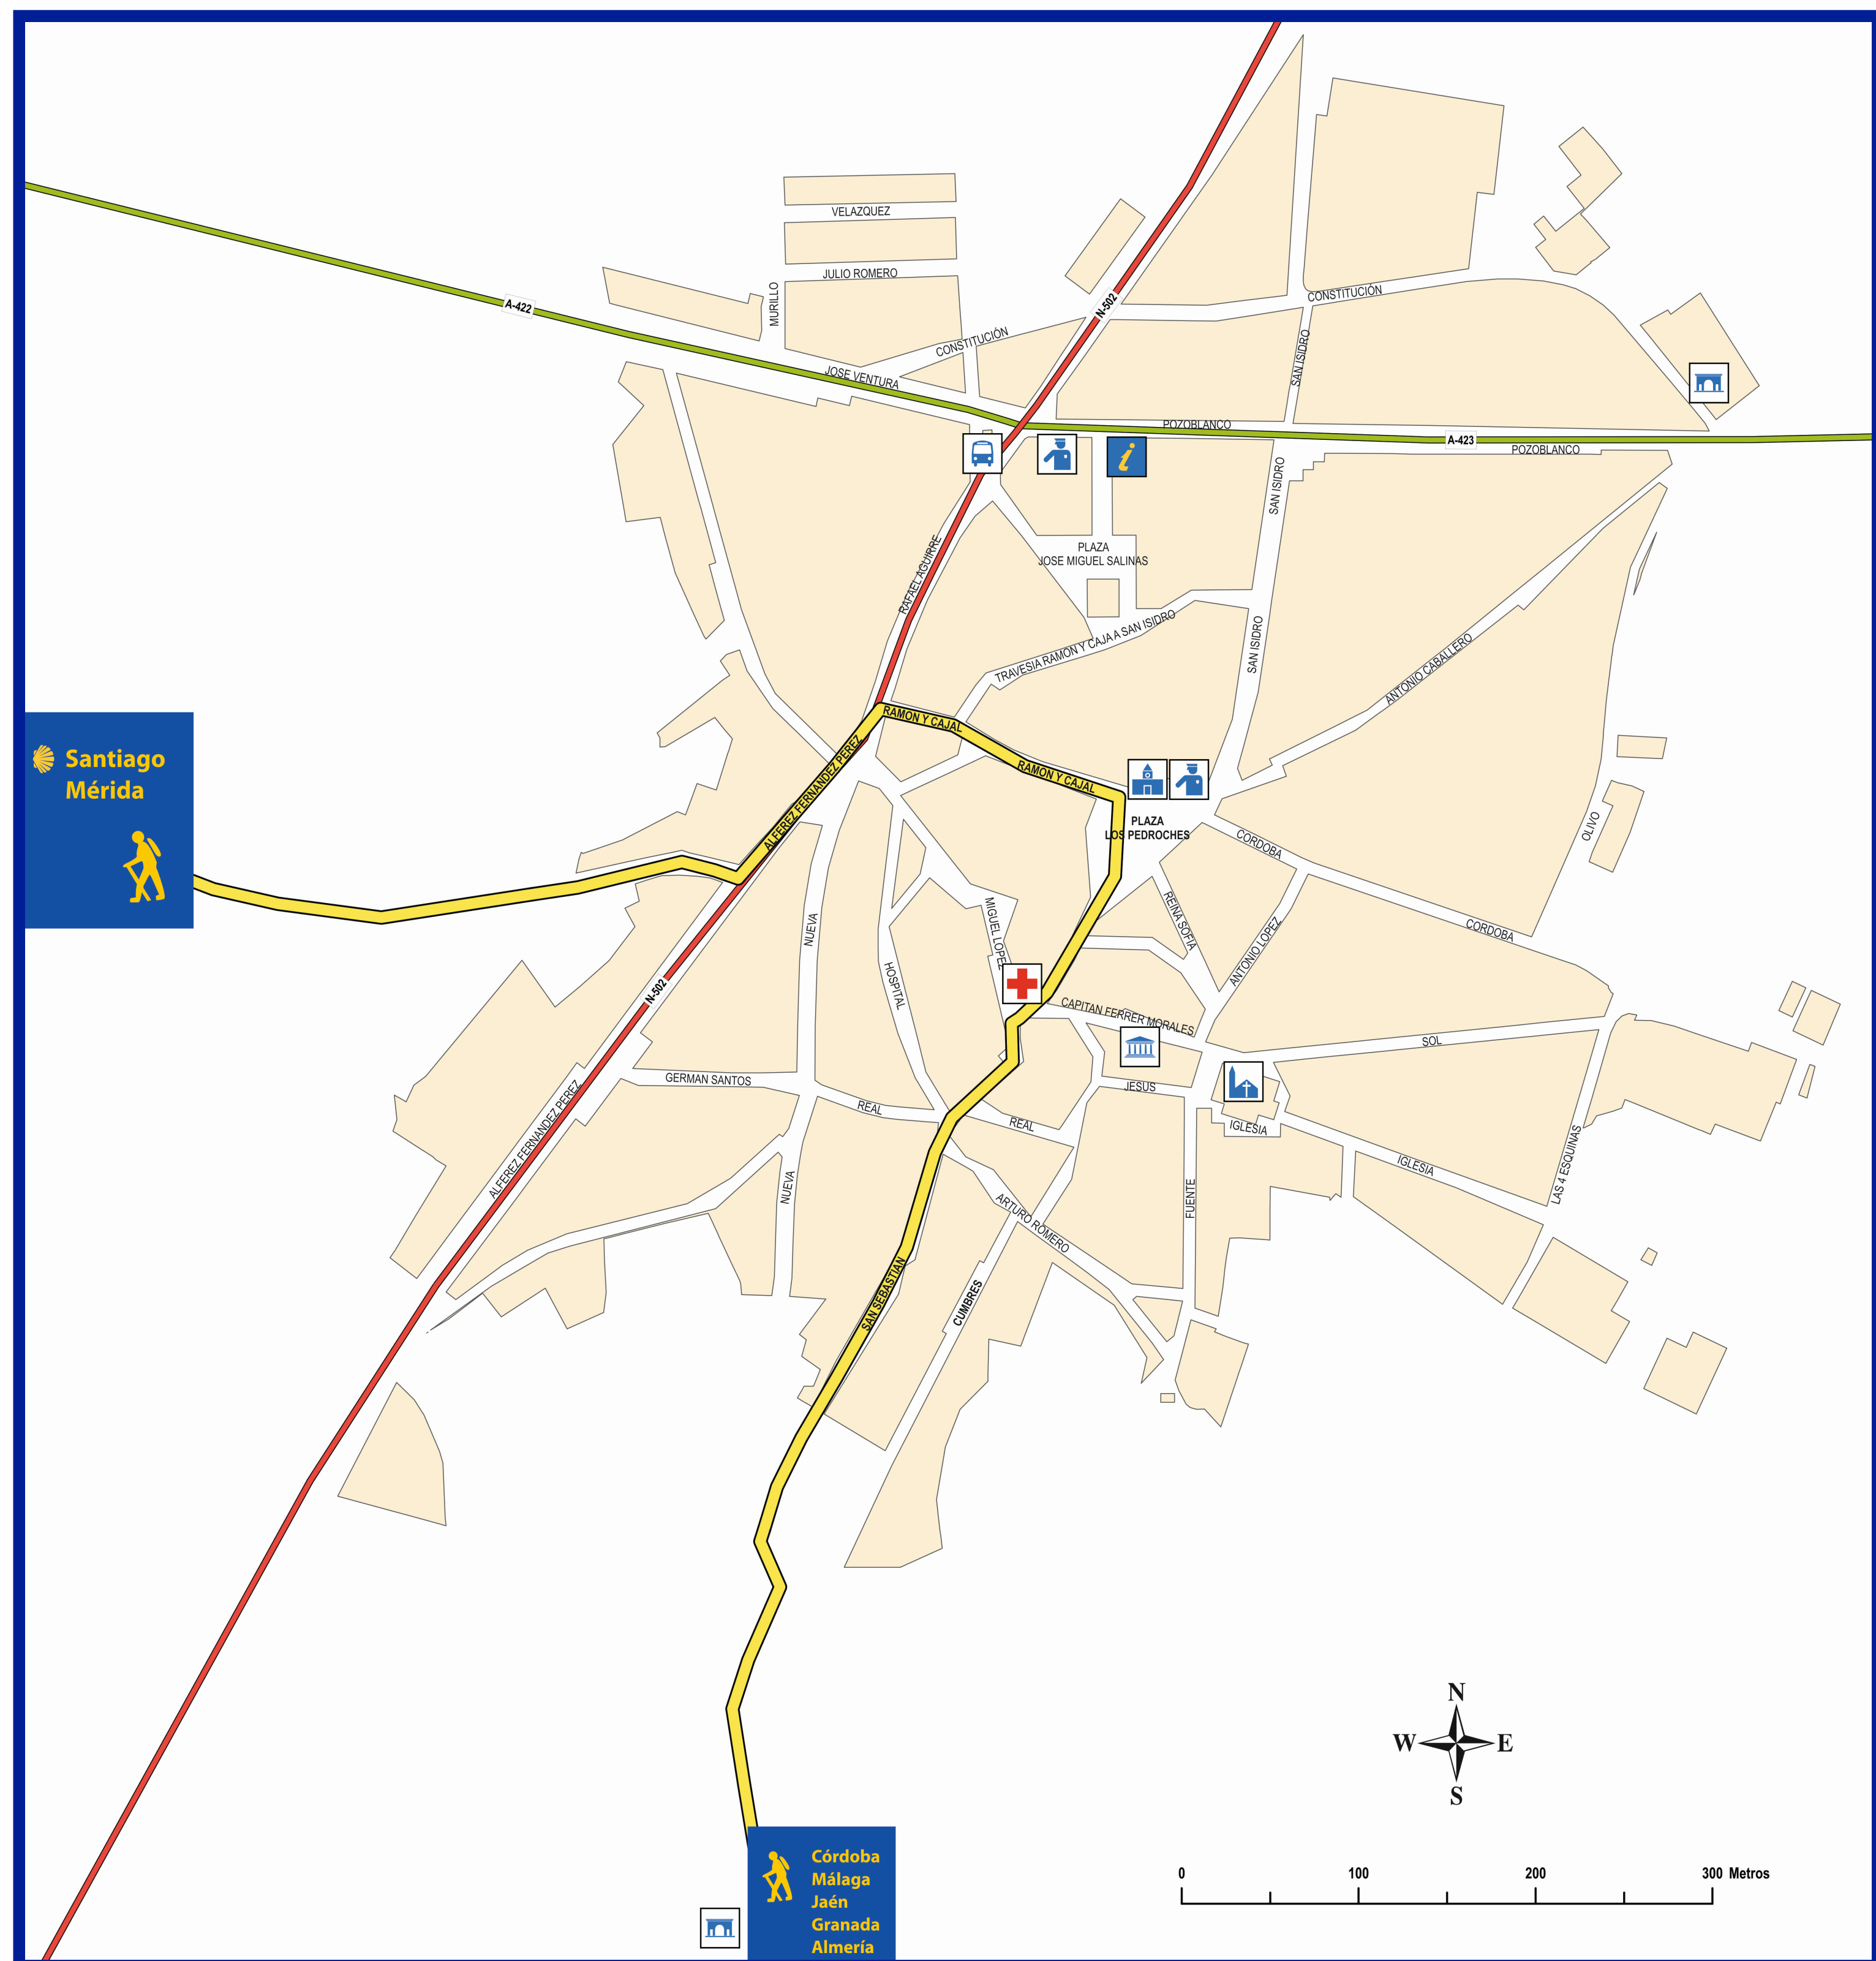 VELAZQUEZ
JULIO ROMERO
MURILLO
A-422
N-502
CONSTITUCIÓN
CONSTITUCIÓN
SAN ISIDRO
JOSE VENTURA
POZOBLANCO
A-423
POZOBLANCO
i
SAN ISIDRO
RAFAEL AGUIRRE
PLAZA
JOSE MIGUEL SALINAS
TRAVESIA RAMON Y CAJA A SAN ISIDRO
SAN ISIDRO
ANTONIO CABALLERO
RAMON Y CAJAL
RAMON Y CAJAL
ALFEREZ FERNANDEZ PEREZ
Santiago
Mérida
PLAZA
LOS PEDROCHES
CORDOBA
OLIVO
NUEVA
MIGUEL LOPEZ
REINA SOFIA
ANTONIO LOPEZ
CORDOBA
HOSPITAL
N-502
CAPITAN FERRER MORALES
SOL
GERMAN SANTOS
JESUS
REAL
REAL
IGLESIA
IGLESIA
LAS 4 ESQUINAS
ALFEREZ FERNANDEZ PEREZ
NUEVA
FUENTE
ARTURO ROMERO
SAN SEBASTIAN
CUMBRES
N
W E
S
Córdoba
Málaga
Jaén
Granada
Almería
0 100 200 300 Metros